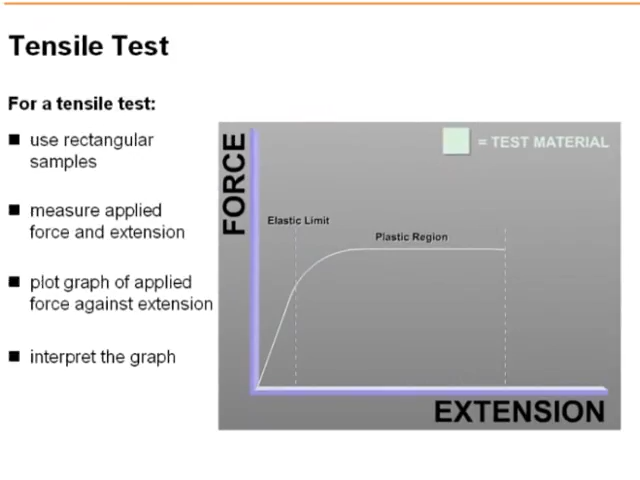 Tensile Test
For a tensile test:
■ use rectangular
samples
■ measure applied
force and extension
■ plot graph of applied
force against extension
■ interpret the graph
FORCE
= TEST MATERIAL
Elastic Limit
Plastic Region
EXTENSION